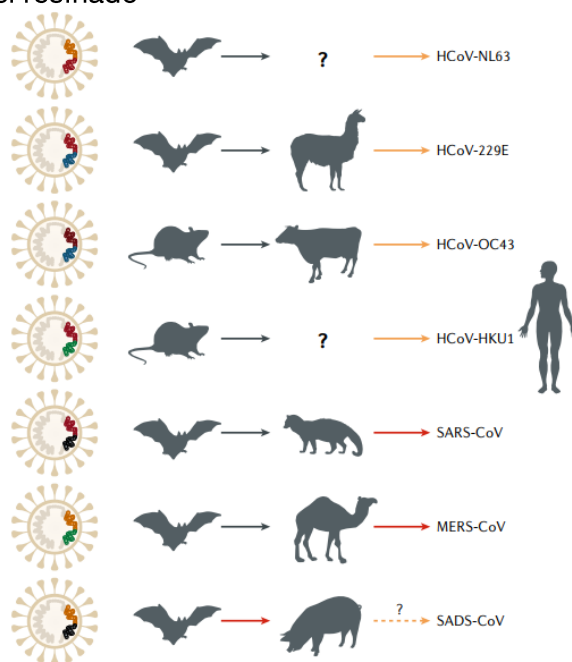 ?
HCoV-NL63
HCoV-229E
HCoV-OC43
?
HCoV-HKU1
SARS-CoV
MERS-CoV
?
SADS-CoV